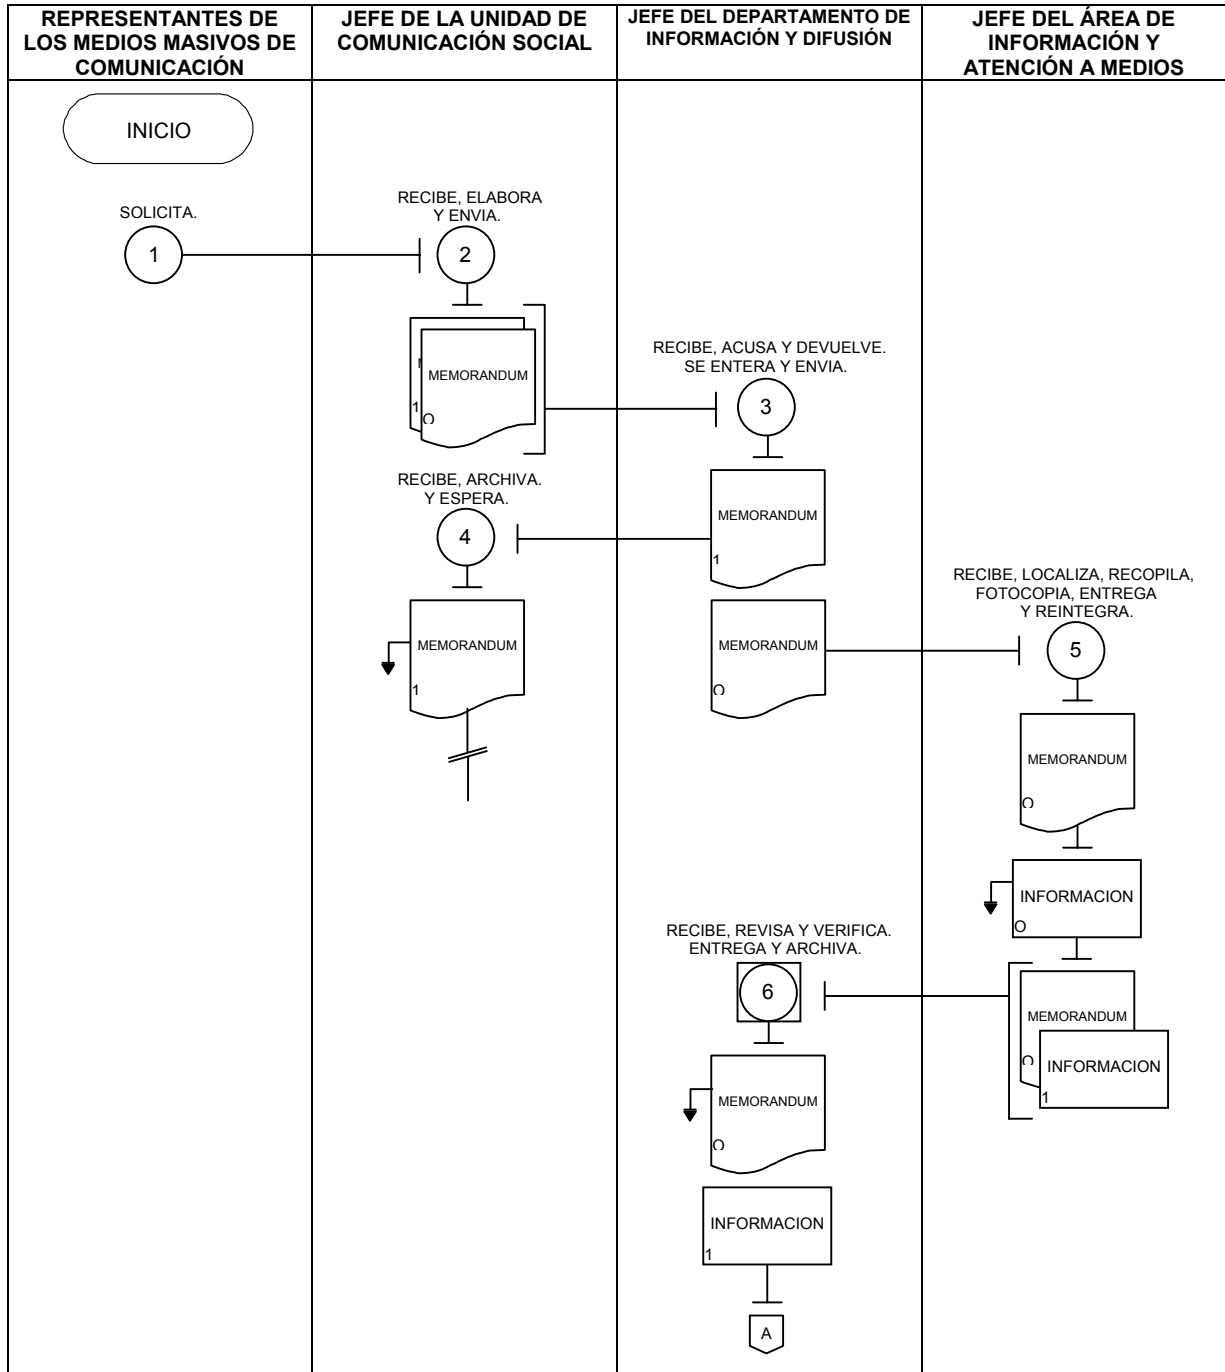 REPRESENTANTES DE
LOS MEDIOS MASIVOS DE
COMUNICACIÓN
JEFE DE LA UNIDAD DE
COMUNICACIÓN SOCIAL
JEFE DEL DEPARTAMENTO DE
INFORMACIÓN Y DIFUSIÓN
JEFE DEL ÁREA DE
INFORMACIÓN Y
ATENCIÓN A MEDIOS
INICIO
SOLICITA.
1
RECIBE, ELABORA
Y ENVIA.
2
MEMORANDUM
1
O
RECIBE, ACUSA Y DEVUELVE.
SE ENTERA Y ENVIA.
3
MEMORANDUM
1
RECIBE, ARCHIVA.
Y ESPERA.
4
MEMORANDUM
1
MEMORANDUM
O
RECIBE, LOCALIZA, RECOPILA,
FOTOCOPIA, ENTREGA
Y REINTEGRA.
5
MEMORANDUM
O
INFORMACION
O
MEMORANDUM
O
INFORMACION
1
RECIBE, REVISA Y VERIFICA.
ENTREGA Y ARCHIVA.
6
MEMORANDUM
O
INFORMACION
1
A